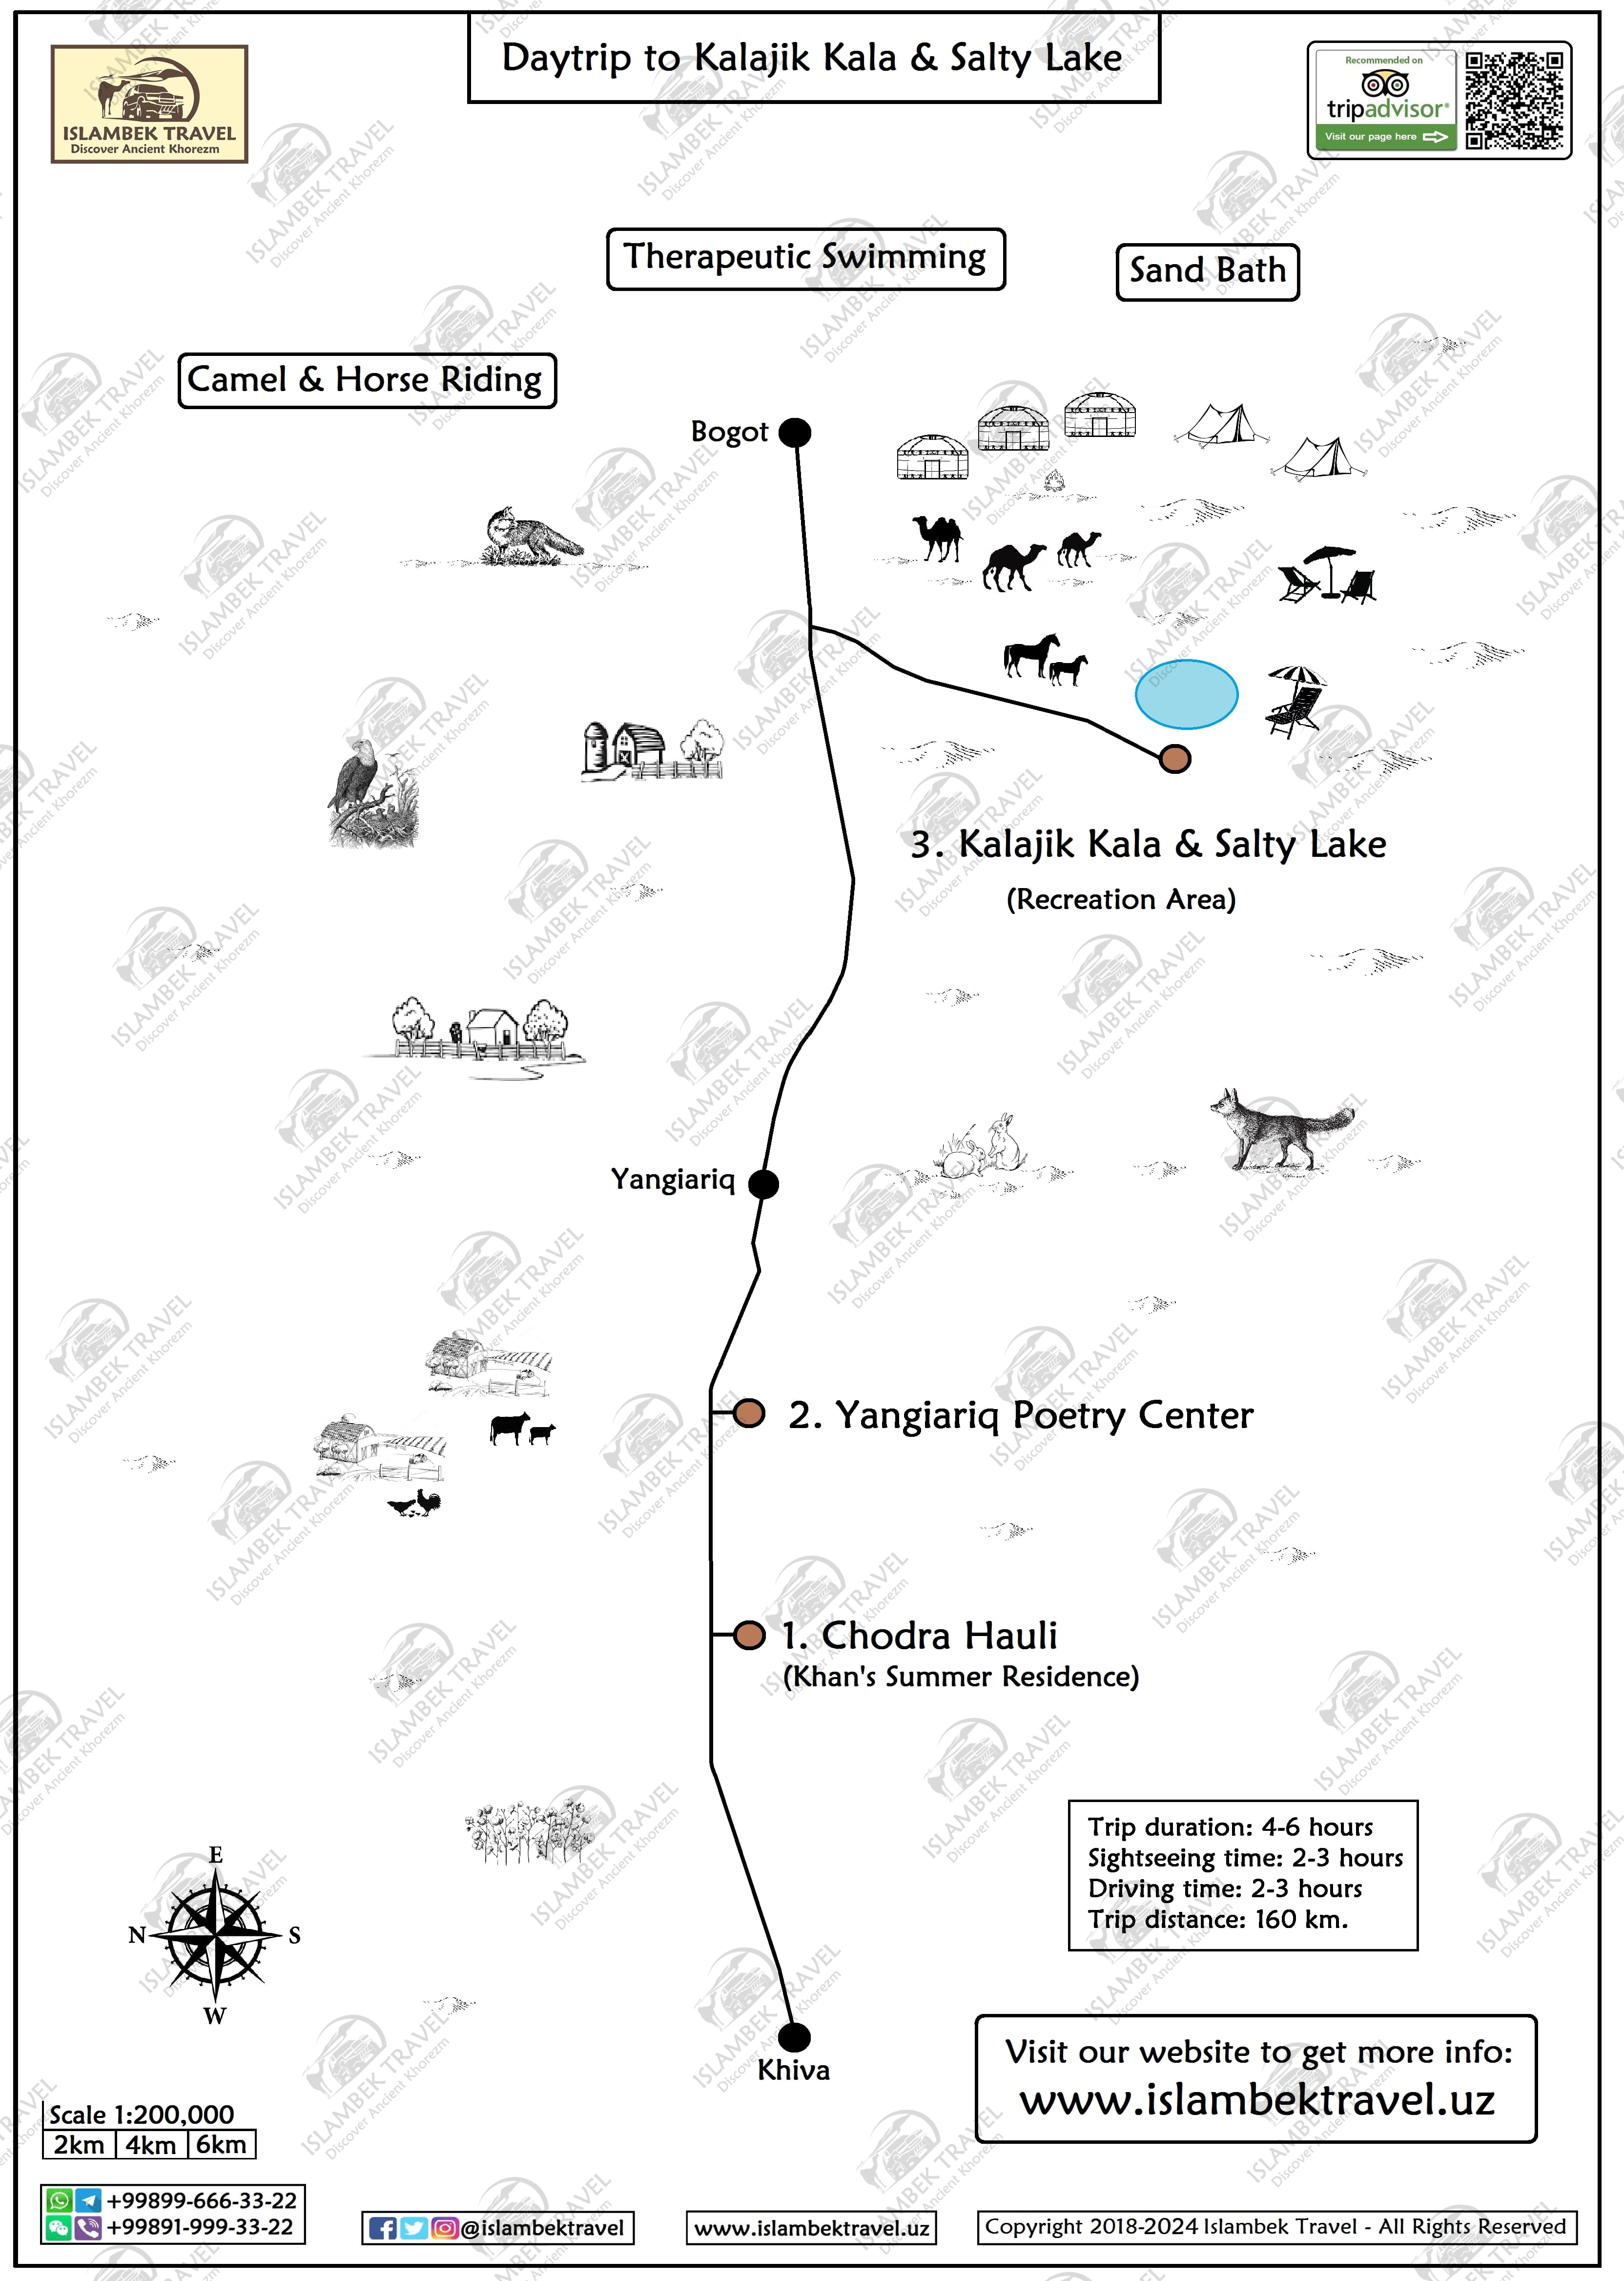 Daytrip to Kalajik Kala & Salty Lake
ISLAMBEK TRAVEL
Discover Ancient Khorezm
Recommended on
tripadvisor®
Visit our page here
Therapeutic Swimming
Sand Bath
Camel & Horse Riding
Bogot
3. Kalajik Kala & Salty Lake
(Recreation Area)
Yangiariq
2. Yangiariq Poetry Center
1. Chodra Hauli
(Khan's Summer Residence)
Trip duration: 4-6 hours
Sightseeing time: 2-3 hours
Driving time: 2-3 hours
Trip distance: 160 km.
E
N
S
W
Khiva
Visit our website to get more info:
www.islambektravel.uz
Scale 1:200,000
2km 4km 6km
+99899-666-33-22
+99891-999-33-22
@islambektravel
www.islambektravel.uz
Copyright 2018-2024 Islambek Travel - All Rights Reserved